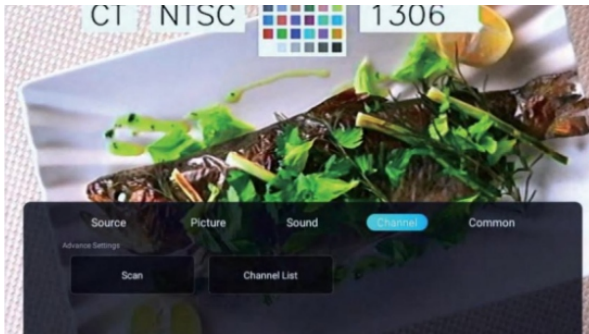 CT NTSC 1306
Source Picture Sound Channel Common
Advance Settings
Scan Channel List